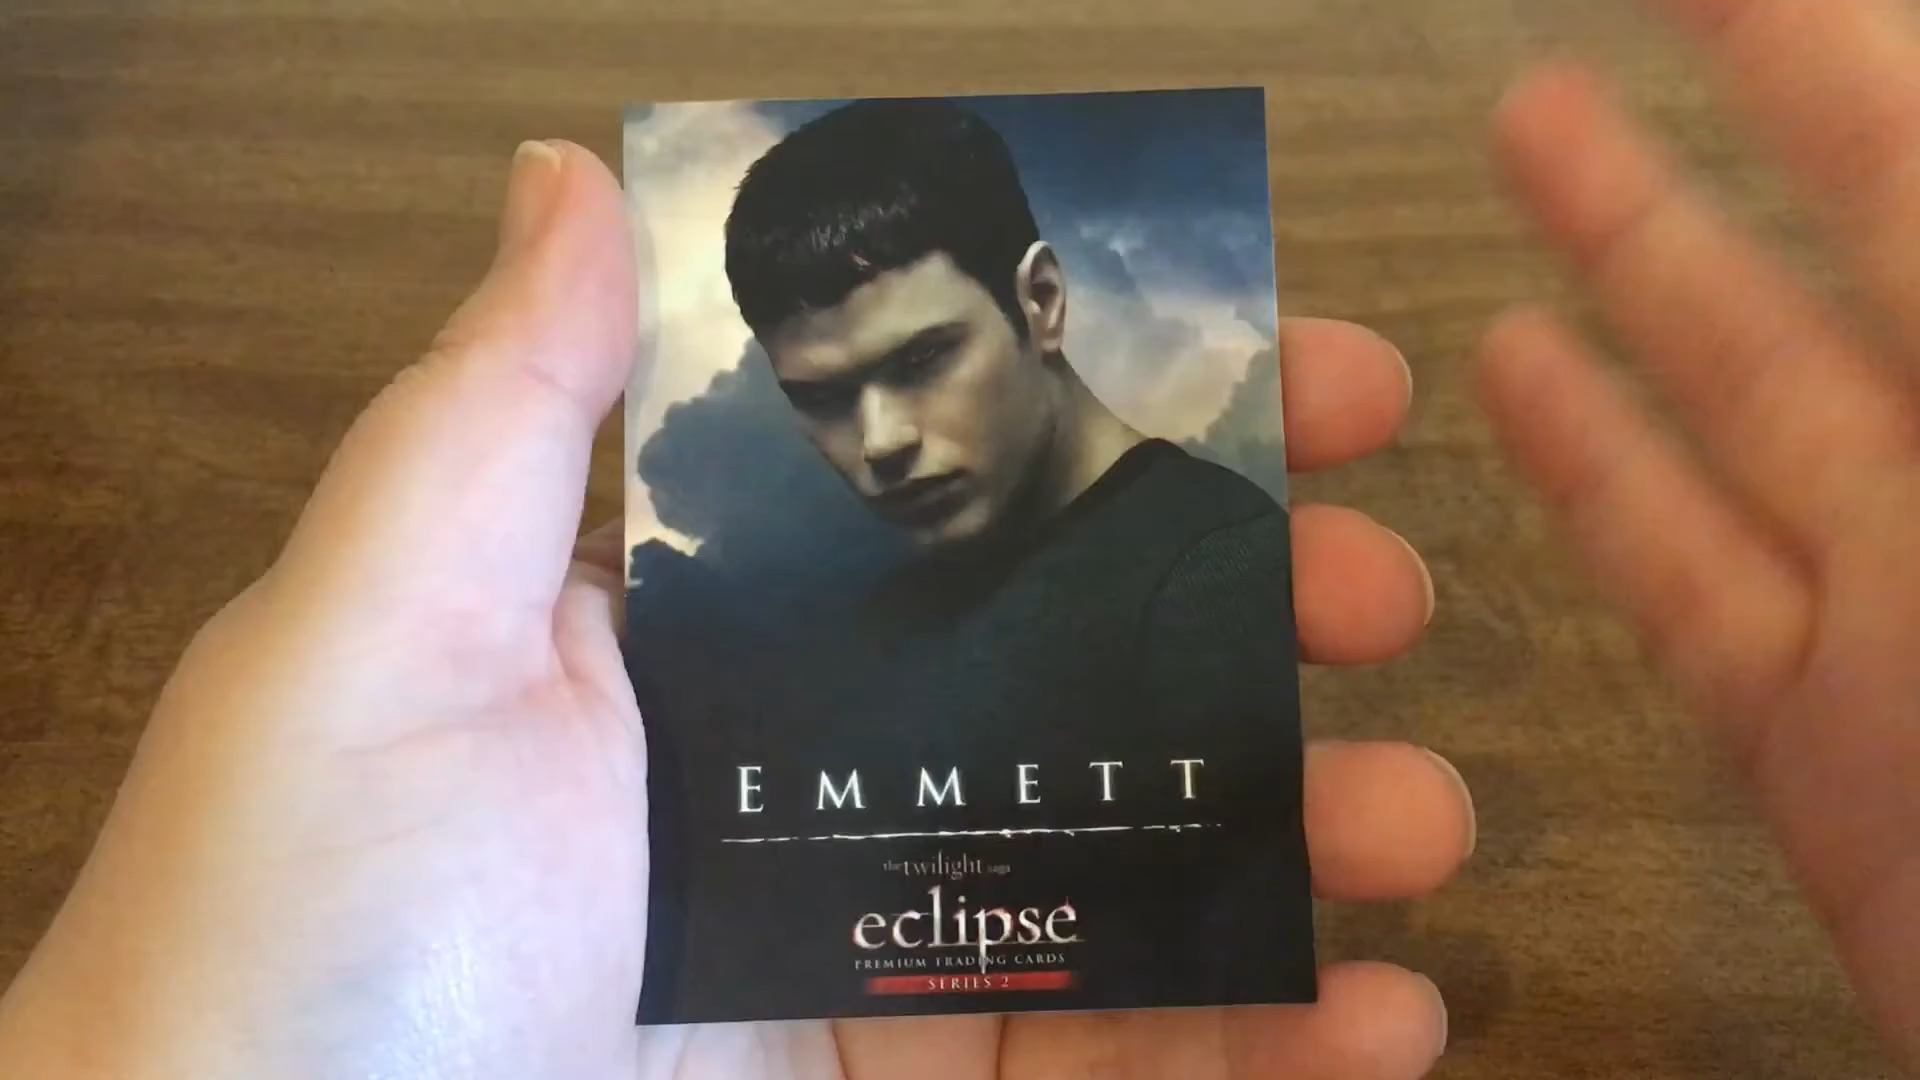 EMMETT
the twilight saga
eclipse
PREMIUM TRADING CARDS
SERIES 2